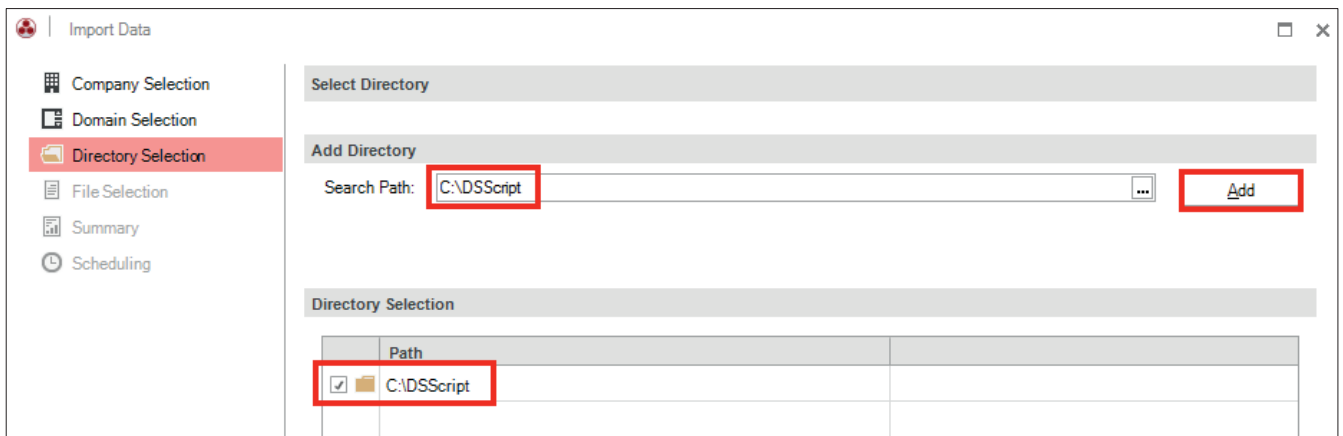 Import Data
Company Selection
Domain Selection
Directory Selection
File Selection
Summary
Scheduling
Select Directory
Add Directory
Search Path: C:\DSScript ... Add
Directory Selection
Path
C:\DSScript